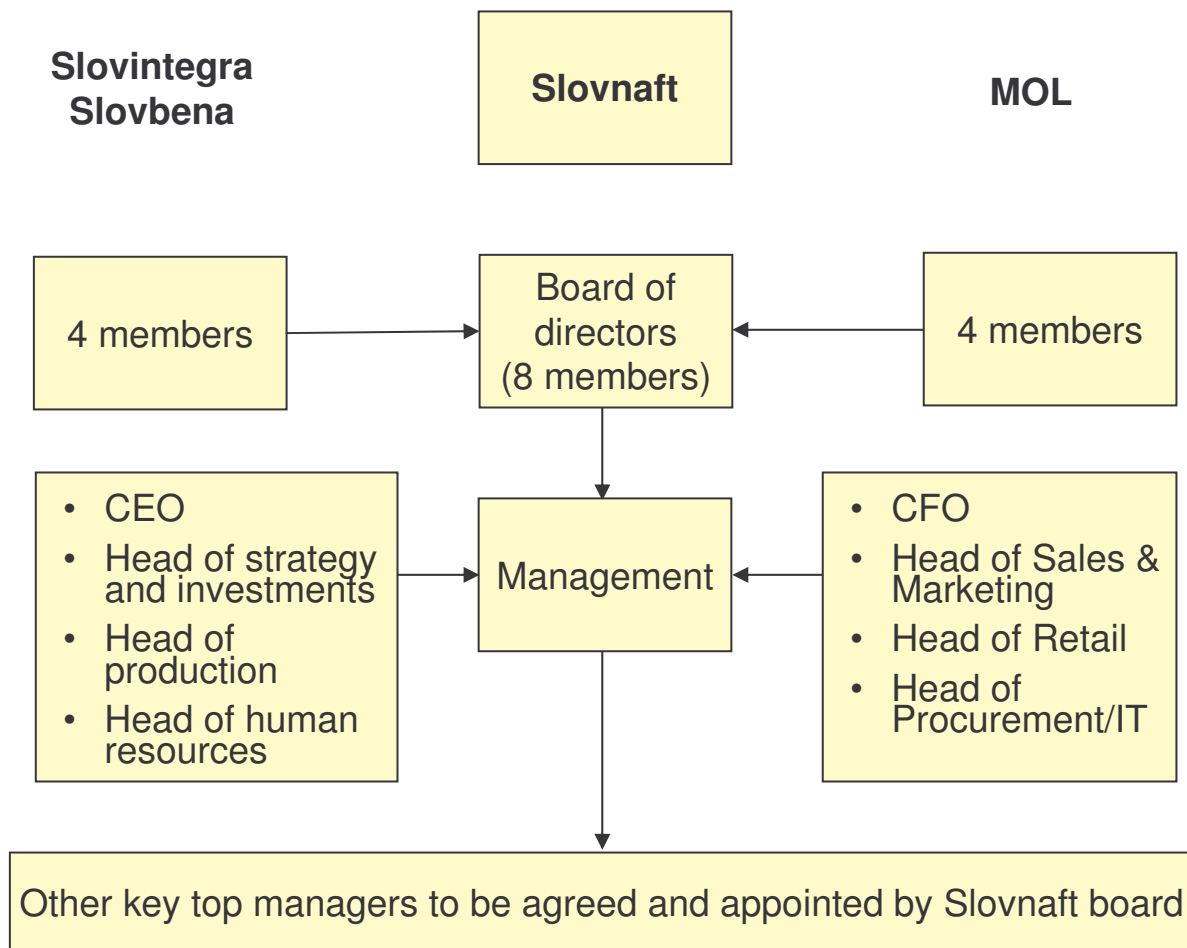 Slovintegra
Slovbena
Slovnaft
MOL
4 members
Board of
directors
(8 members)
4 members
• CEO
• Head of strategy
and investments
• Head of
production
• Head of human
resources
Management
• CFO
• Head of Sales &
Marketing
• Head of Retail
• Head of
Procurement/IT
Other key top managers to be agreed and appointed by Slovnaft board